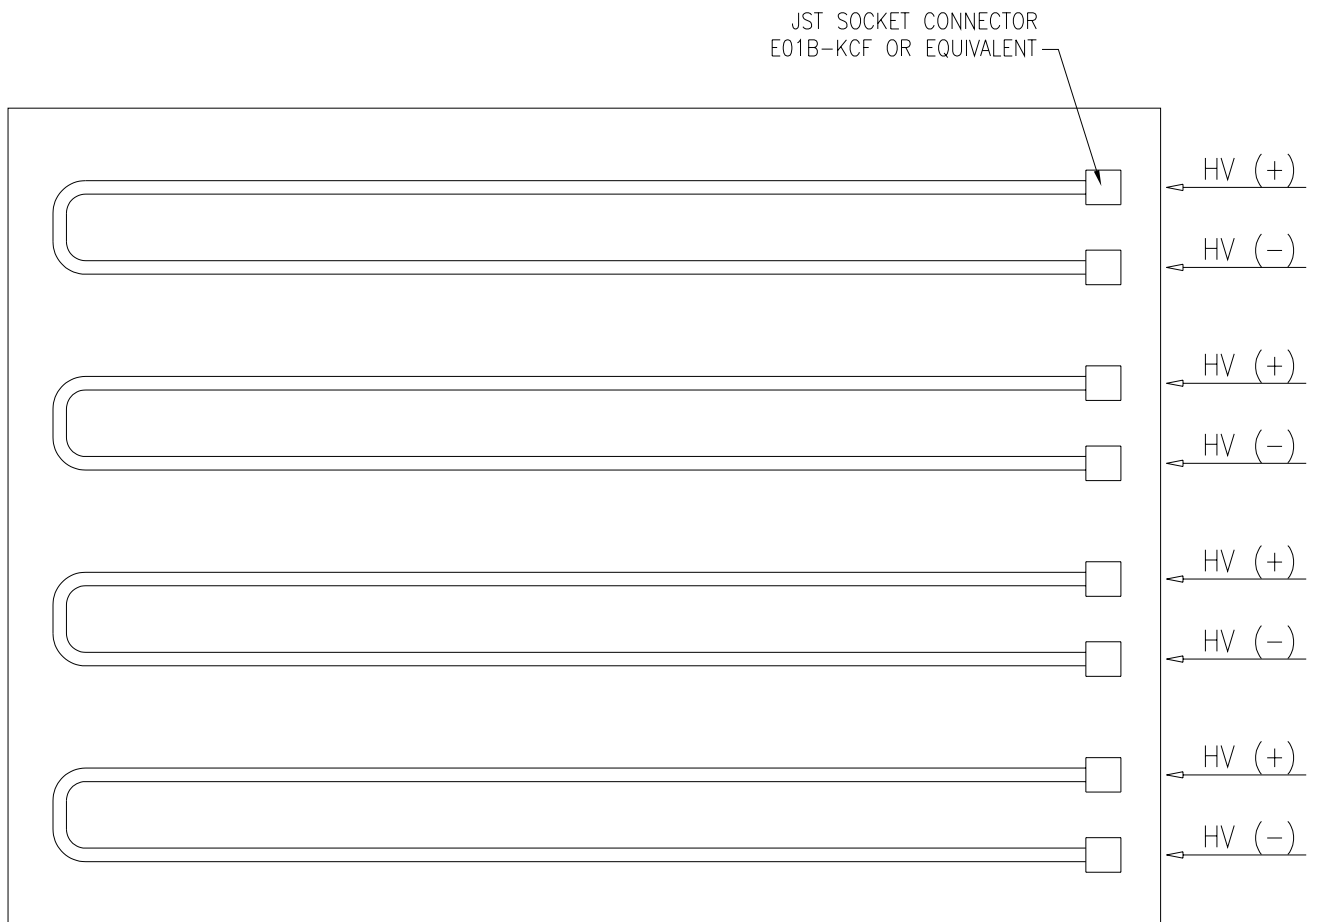 JST SOCKET CONNECTOR
E01B-KCF OR EQUIVALENT
HV (+)
HV (-)
HV (+)
HV (-)
HV (+)
HV (-)
HV (+)
HV (-)